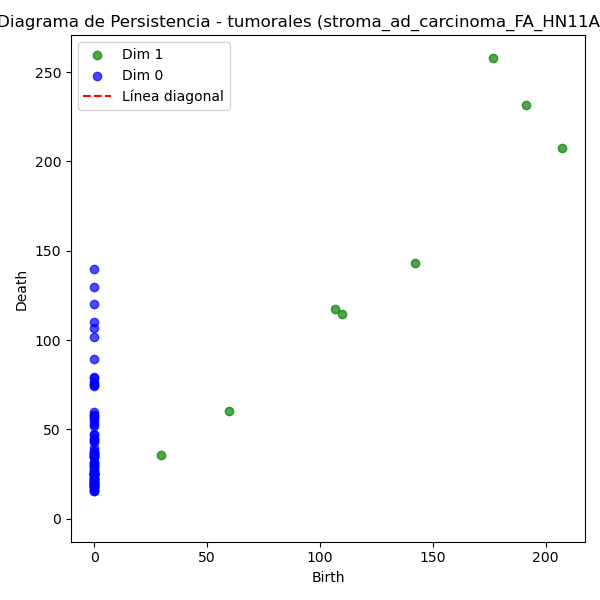 Diagrama de Persistencia - tumorales (stroma_ad_carcinoma_FA_HN11A
Dim 1
Dim 0
Línea diagonal
250
200
150
100
50
0
Death
0 50 100 150 200
Birth